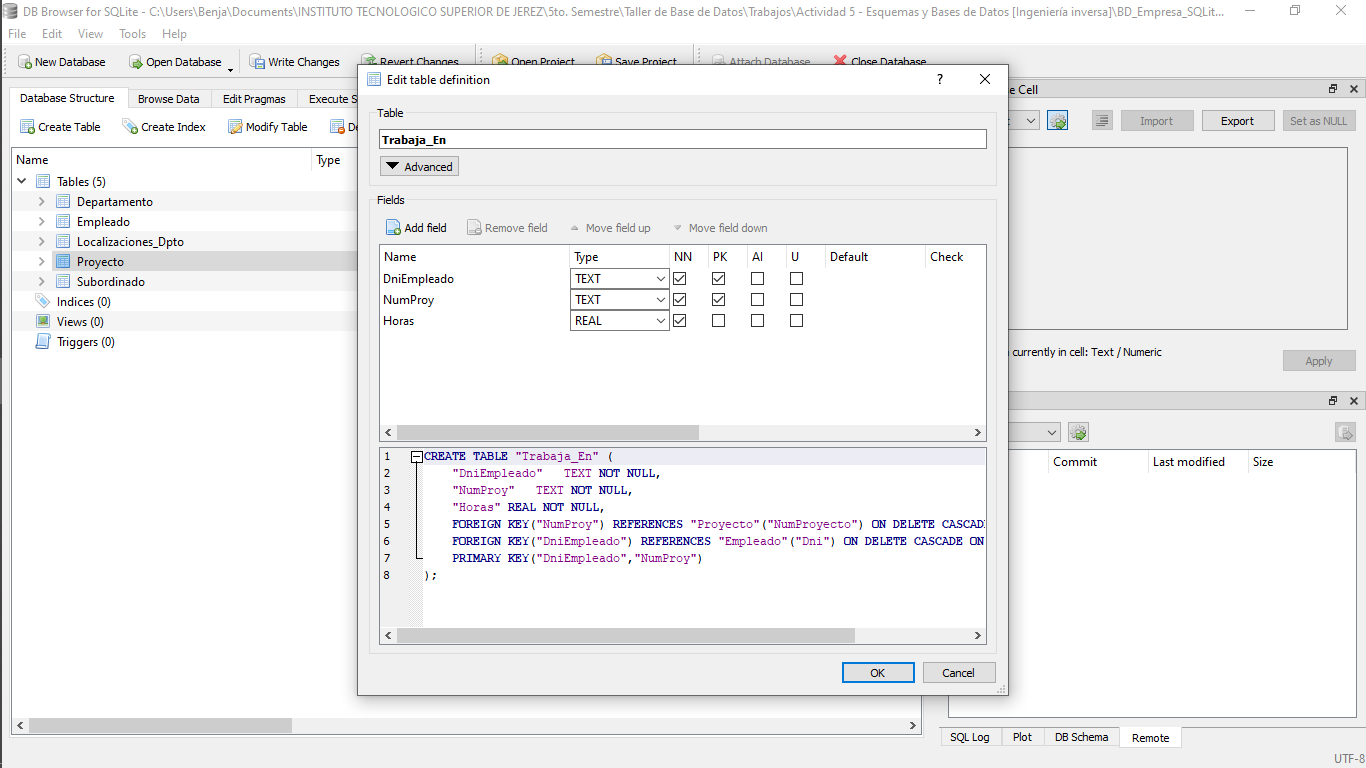 DB Browser for SQLite - C:\Users\Benja\Documents\INSTITUTO TECNOLOGICO SUPERIOR DE JEREZ\5to. Semestre\Taller de Base de Datos\Trabajos\Actividad 5 - Esquemas y Bases de Datos [Ingeniería inversa]\BD_Empresa_SQLit...
File Edit View Tools Help
New Database Open Database Write Changes Revert Changes Open Project Save Project Attach Database Close Database
Edit table definition ?
Database Structure Browse Data Edit Pragmas Execute S
Create Table Create Index Modify Table De
Name Type
Tables (5)
Departamento
Empleado
Localizaciones_Dpto
Proyecto
Subordinado
Indices (0)
Views (0)
Triggers (0)
Table
Trabaja_En
Advanced
Fields
Add field Remove field Move field up Move field down
Name Type NN PK AI U Default Check
DniEmpleado TEXT
NumProy TEXT
Horas REAL
1 CREATE TABLE "Trabaja_En" (
2 "DniEmpleado" TEXT NOT NULL,
3 "NumProy" TEXT NOT NULL,
4 "Horas" REAL NOT NULL,
5 FOREIGN KEY("NumProy") REFERENCES "Proyecto"("NumProyecto") ON DELETE CASCADE
6 FOREIGN KEY("DniEmpleado") REFERENCES "Empleado"("Dni") ON DELETE CASCADE ON
7 PRIMARY KEY("DniEmpleado","NumProy")
8 );
OK Cancel
e Cell
Import Export Set as NULL
currently in cell: Text / Numeric
Apply
Commit Last modified Size
SQL Log Plot DB Schema Remote
UTF-8